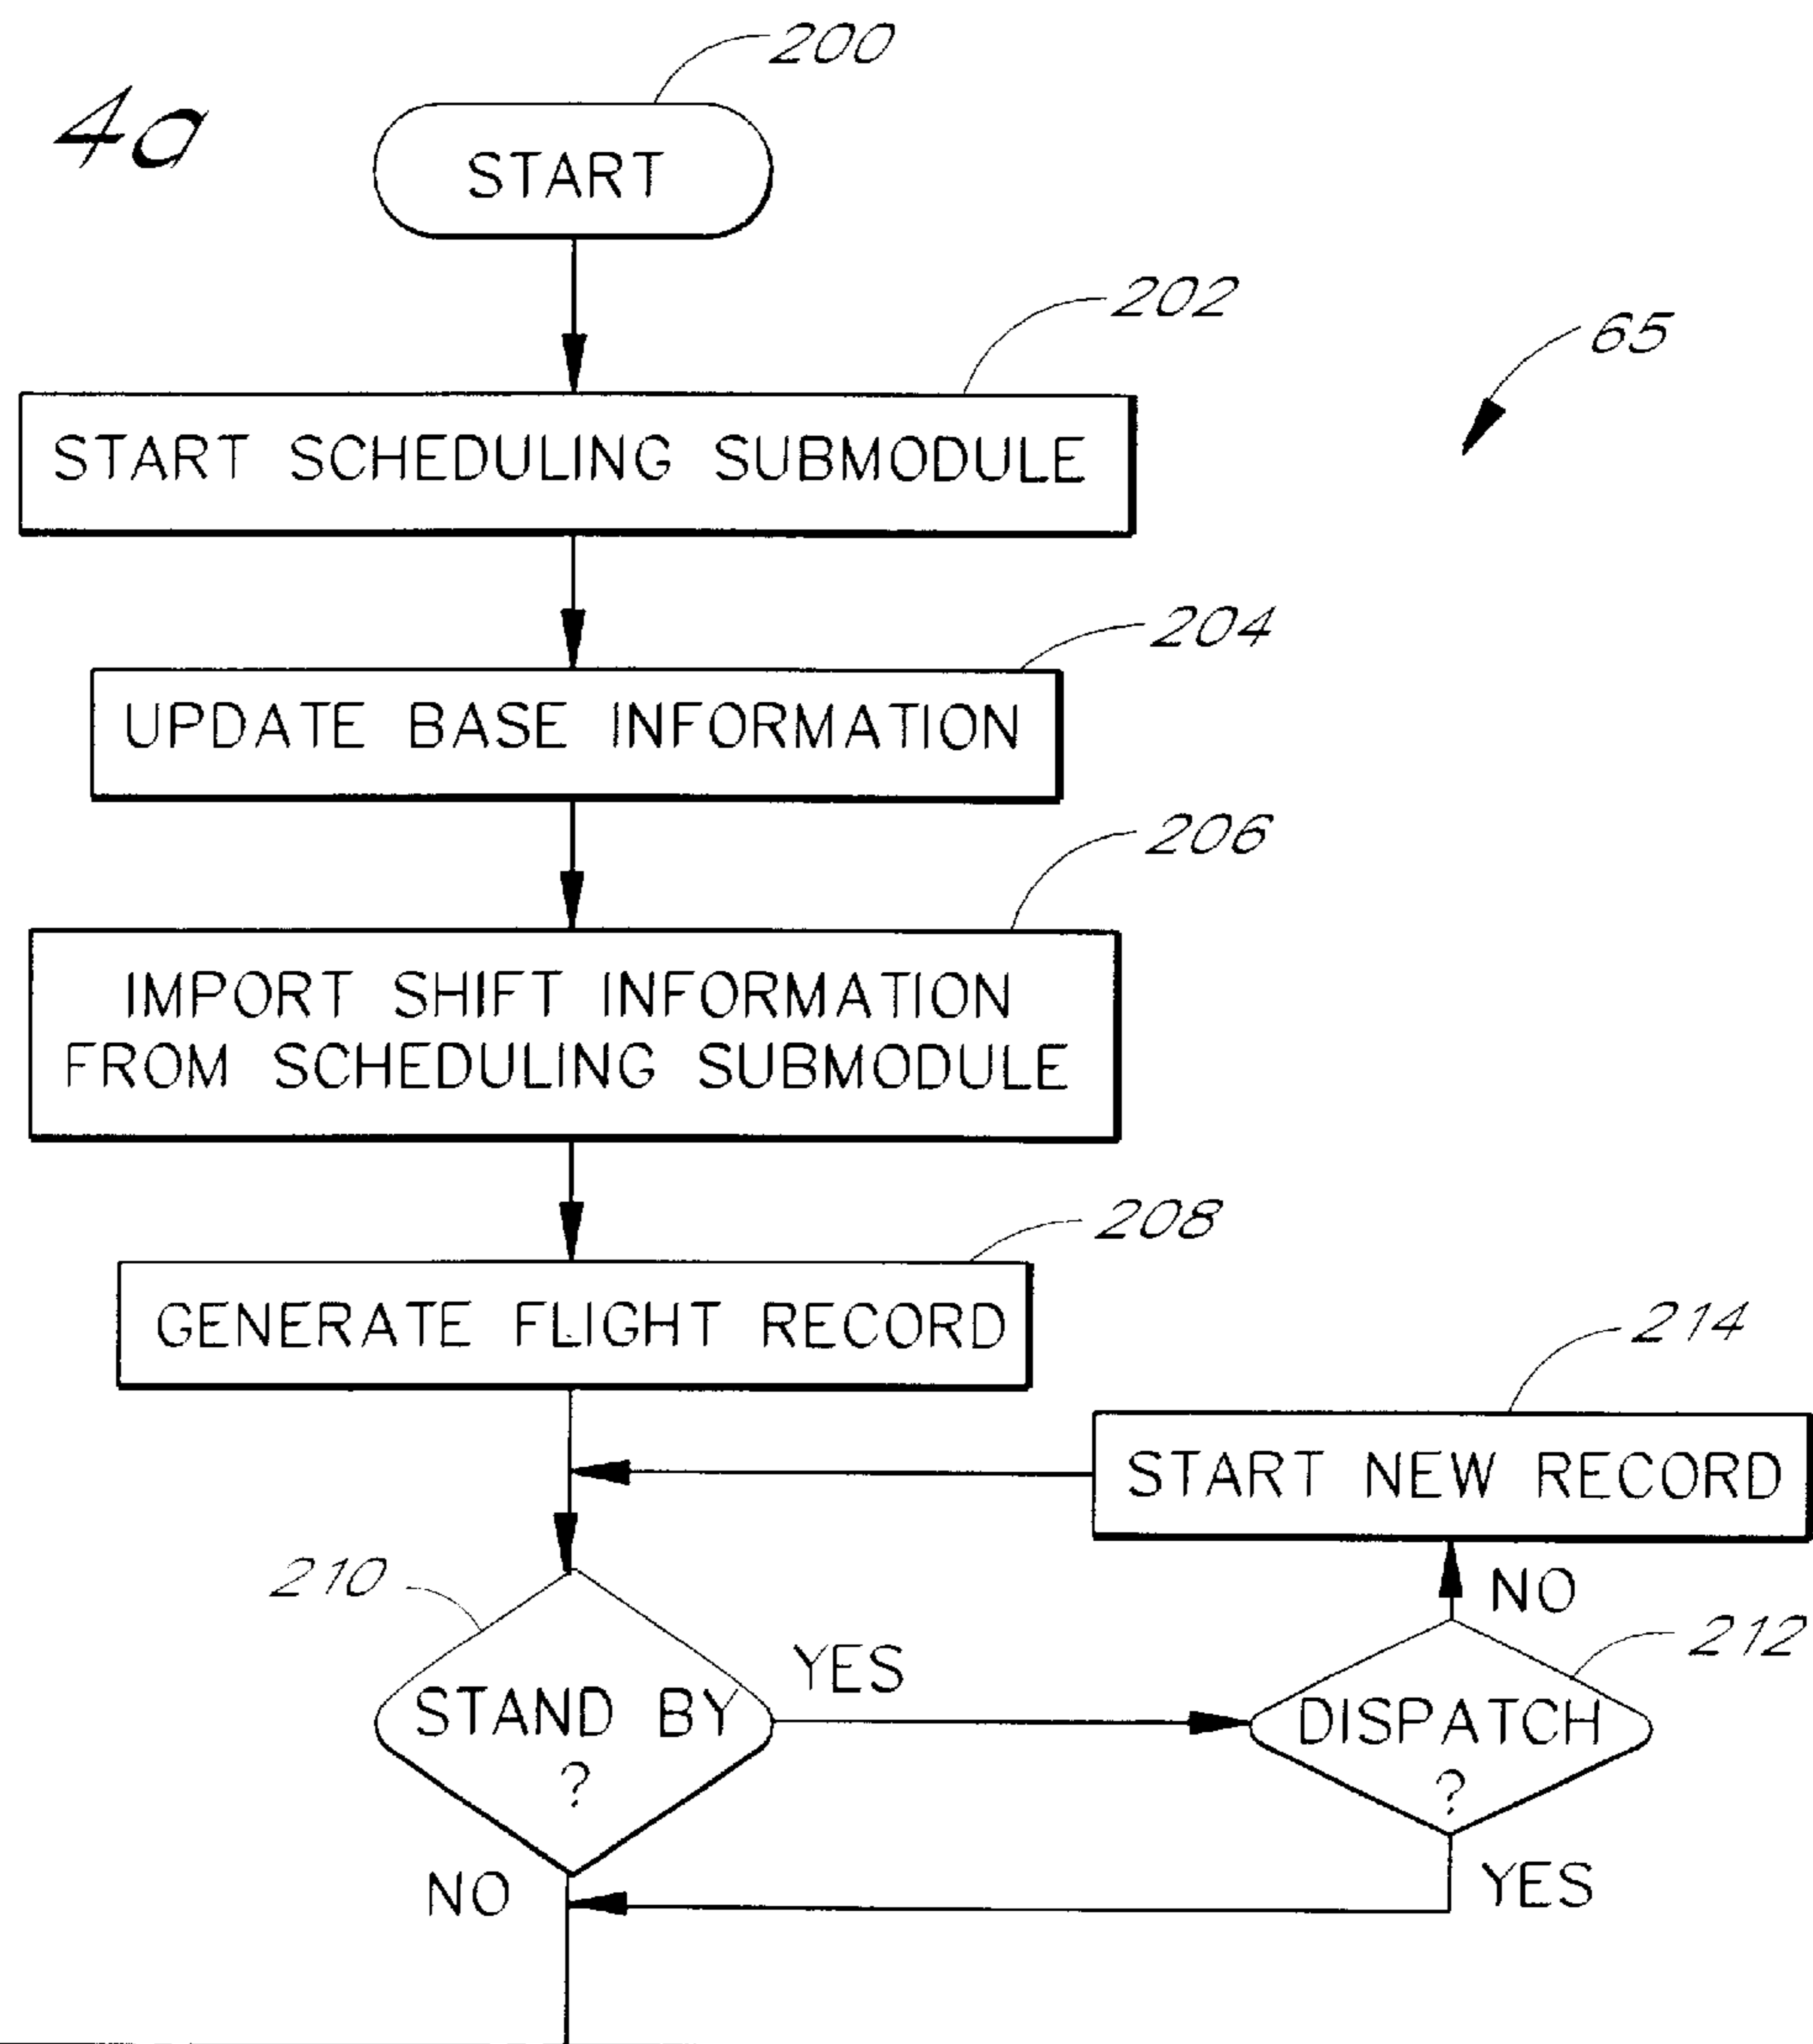 4a
200
START
202
65
START SCHEDULING SUBMODULE
204
UPDATE BASE INFORMATION
206
IMPORT SHIFT INFORMATION
FROM SCHEDULING SUBMODULE
208
GENERATE FLIGHT RECORD
214
START NEW RECORD
210
NO
212
YES
STAND BY
?
DISPATCH
?
NO
YES